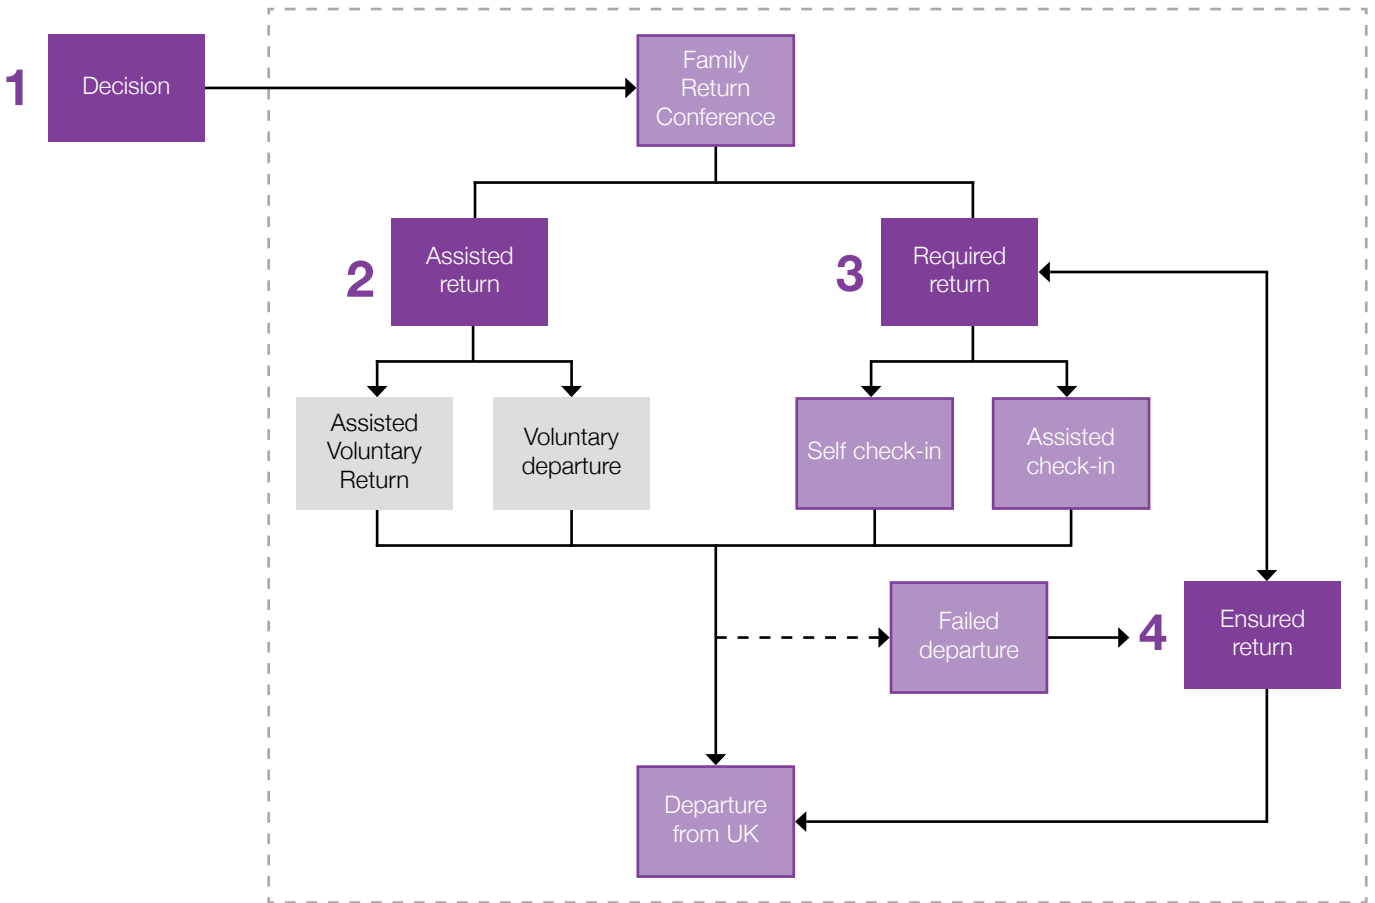 1
Decision
Family
Return
Conference
2
Assisted
return
3
Required
return
Assisted
Voluntary
Return
Voluntary
departure
Self check-in
Assisted
check-in
Failed
departure
4
Ensured
return
Departure
from UK